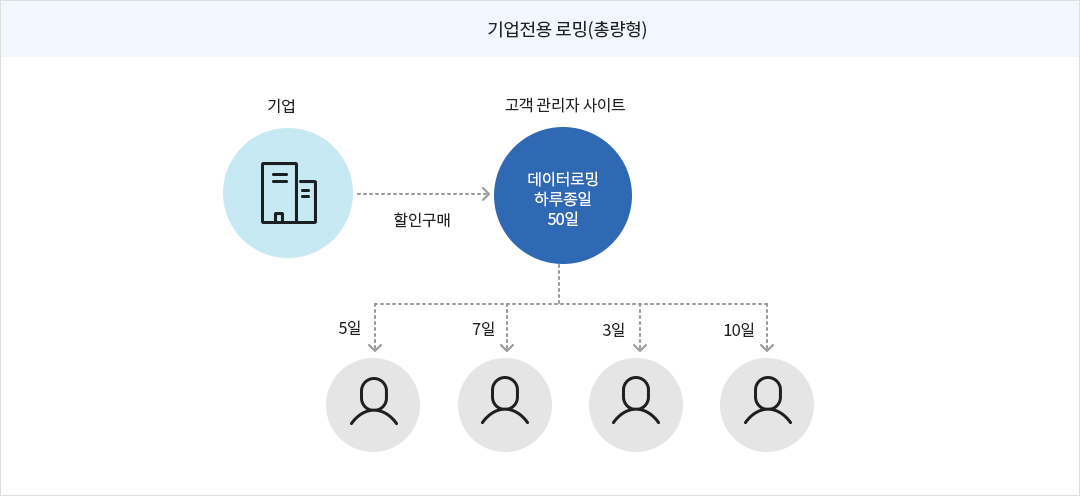 기업전용 로밍(총량형)
기업
고객 관리자 사이트
데이터로밍
하루종일
50일
할인구매
5일
7일
3일
10일